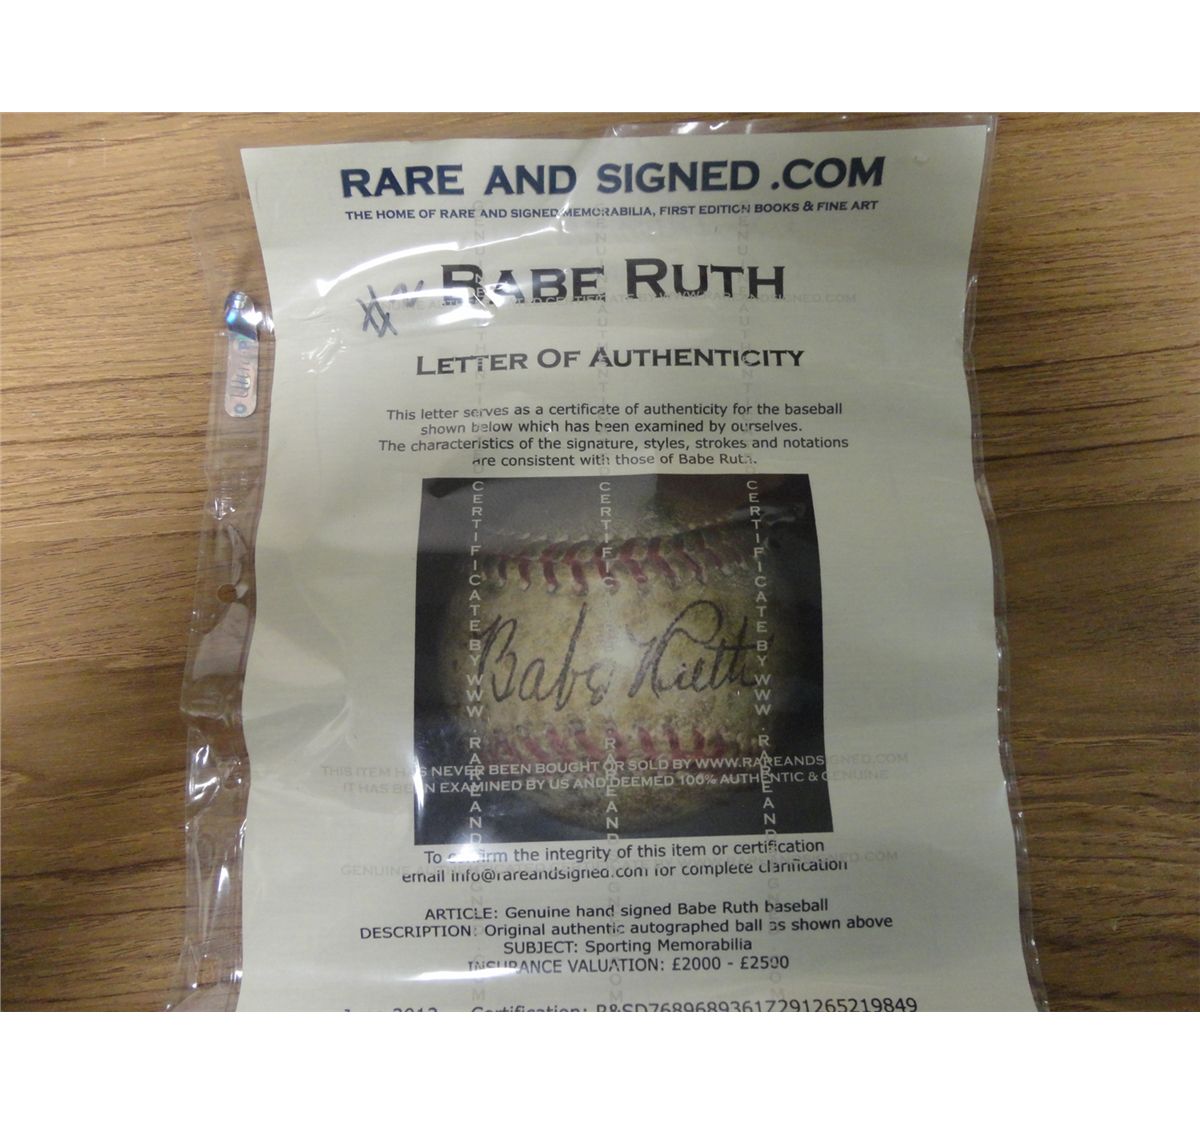 RARE AND SIGNED .COM
THE HOME OF RARE AND SIGNED MEMORABILIA, FIRST EDITION BOOKS & FINE ART
BABE RUTH
LETTER OF AUTHENTICITY
This letter serves as a certificate of authenticity for the baseball
shown below which has been examined by ourselves.
The characteristics of the signature, styles, strokes and notations
are consistent with those of Babe Ruth.
Babe Ruth
CERTIFICATE BY WWW.RAREAND
CERTIFIC RAREAND
CERTIFICATE BY WWW.RAREAND
THIS ITEM HAS NEVER BEEN BOUGHT OR SOLD BY WWW.RAREANDSIGNED.COM
IT HAS BEEN EXAMINED BY US AND DEEMED 100% AUTHENTIC & GENUINE
To confirm the integrity of this item or certification
email info@rareandsigned.com for complete clarification
ARTICLE: Genuine hand signed Babe Ruth baseball
DESCRIPTION: Original authentic autographed ball as shown above
SUBJECT: Sporting Memorabilia
INSURANCE VALUATION: £2000 - £2500
2012 Certification: